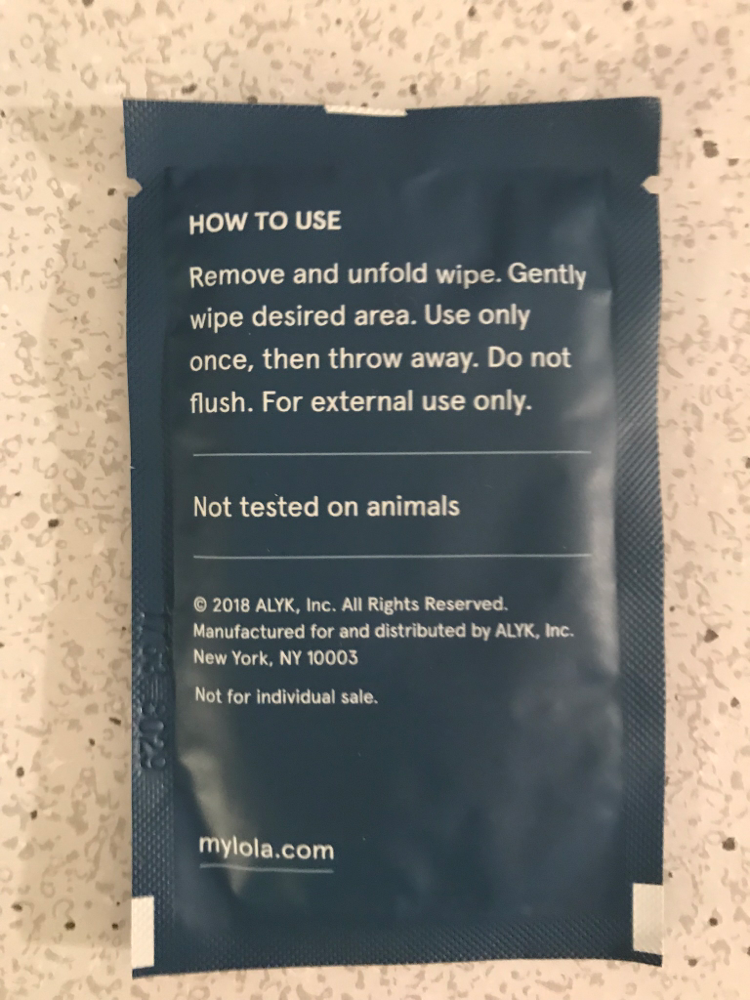 HOW TO USE
Remove and unfold wipe. Gently
wipe desired area. Use only
once, then throw away. Do not
flush. For external use only.
Not tested on animals
© 2018 ALYK, Inc. All Rights Reserved.
Manufactured for and distributed by ALYK, Inc.
New York, NY 10003
Not for individual sale.
mylola.com